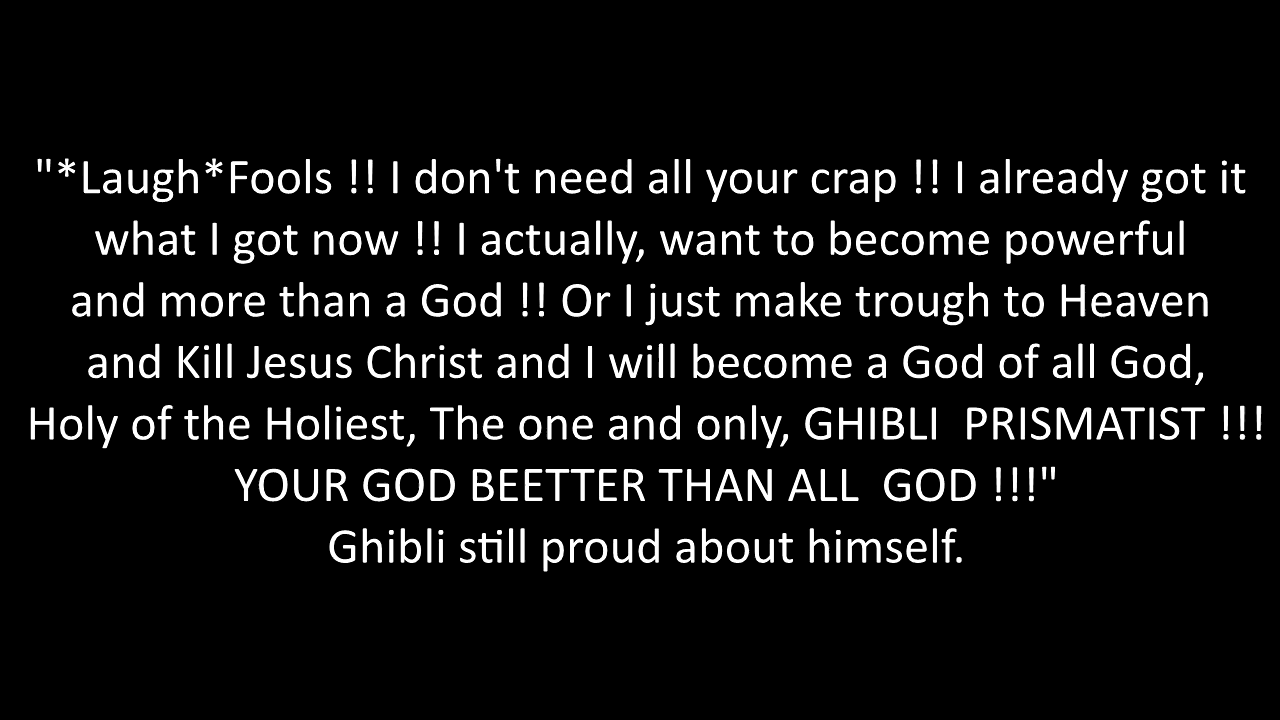 "*Laugh*Fools !! I don't need all your crap !! I already got it
what I got now !! I actually, want to become powerful
and more than a God !! Or I just make trough to Heaven
and Kill Jesus Christ and I will become a God of all God,
Holy of the Holiest, The one and only, GHIBLI  PRISMATIST !!!
YOUR GOD BEETTER THAN ALL  GOD !!!"
Ghibli still proud about himself.